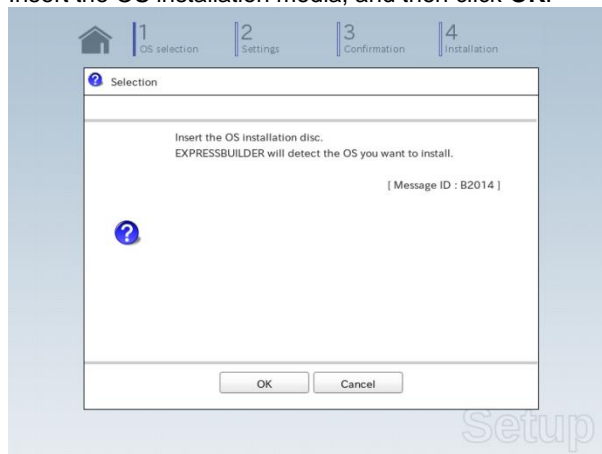 Insert the OS installation media, and then click OK.
1 OS selection
2 Settings
3 Confirmation
4 Installation
Selection
Insert the OS installation disc.
EXPRESSBUILDER will detect the OS you want to install.
[ Message ID : B2014 ]
OK Cancel
Setup